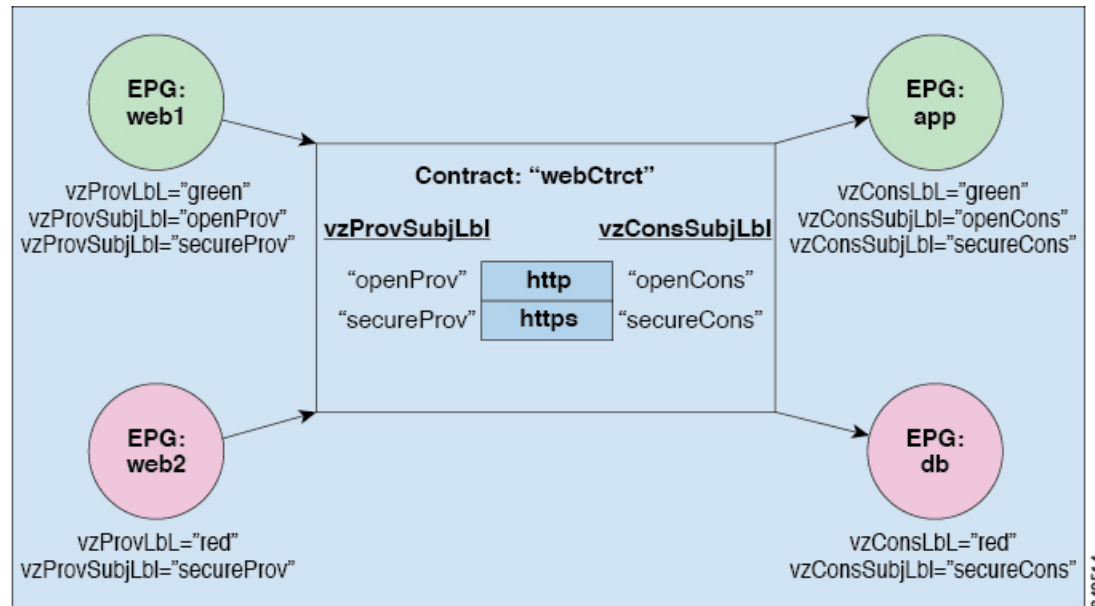 EPG:
web1
vzProvLbL="green"
vzProvSubjLbl="openProv"
vzProvSubjLbl="secureProv"
EPG:
app
vzConsLbL="green"
vzConsSubjLbl="openCons"
vzConsSubjLbl="secureCons"
Contract: “webCtrct”
vzProvSubjLbl vzConsSubjLbl
“openProv” http “openCons”
“secureProv” https “secureCons”
EPG:
web2
vzProvLbL="red"
vzProvSubjLbl="secureProv"
EPG:
db
vzConsLbL="red"
vzConsSubjLbl="secureCons"